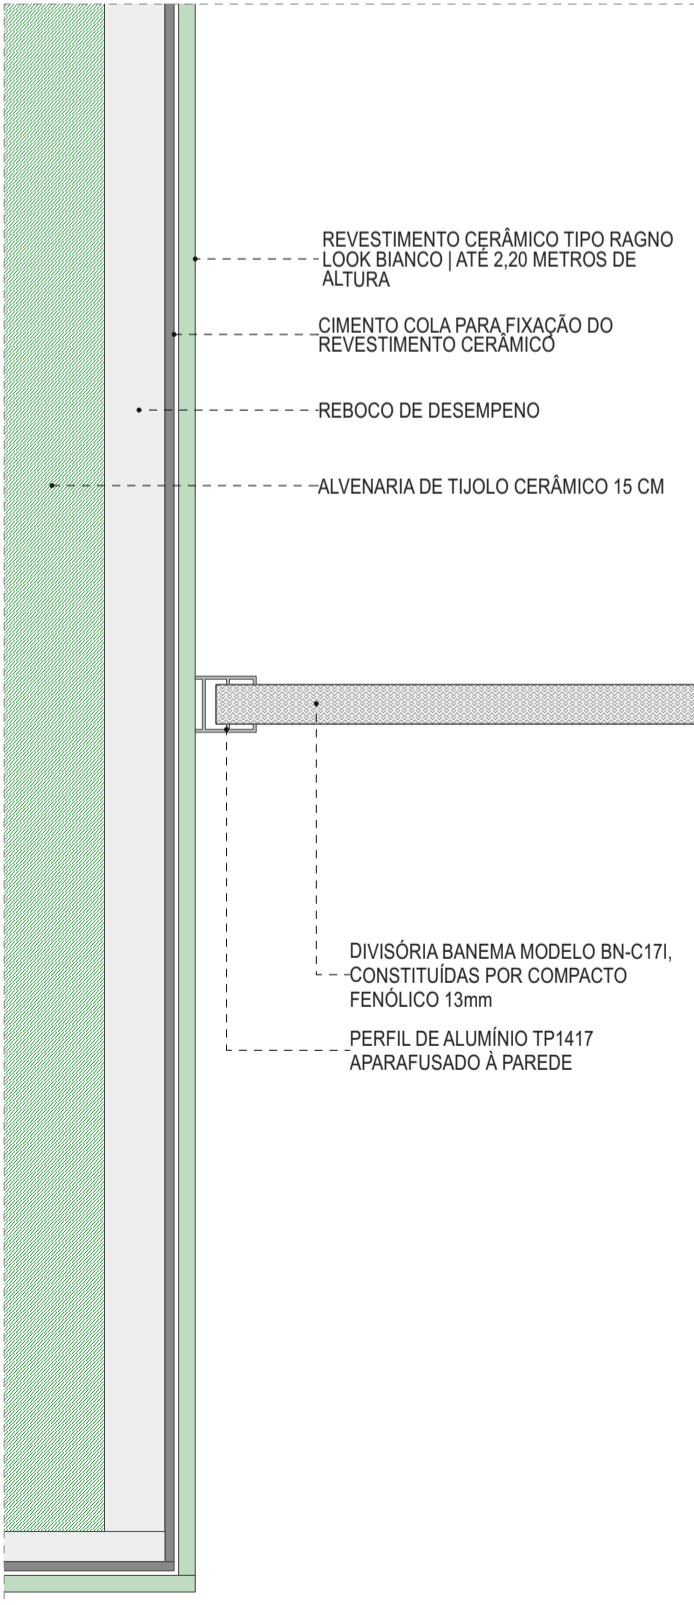 REVESTIMENTO CERÂMICO TIPO RAGNO
LOOK BIANCO | ATÉ 2,20 METROS DE
ALTURA
CIMENTO COLA PARA FIXAÇÃO DO
REVESTIMENTO CERÂMICO
REBOCO DE DESEMPENO
ALVENARIA DE TIJOLO CERÂMICO 15 CM
DIVISÓRIA BANEMA MODELO BN-C17I,
CONSTITUÍDAS POR COMPACTO
FENÓLICO 13mm
PERFIL DE ALUMÍNIO TP1417
APARAFUSADO À PAREDE